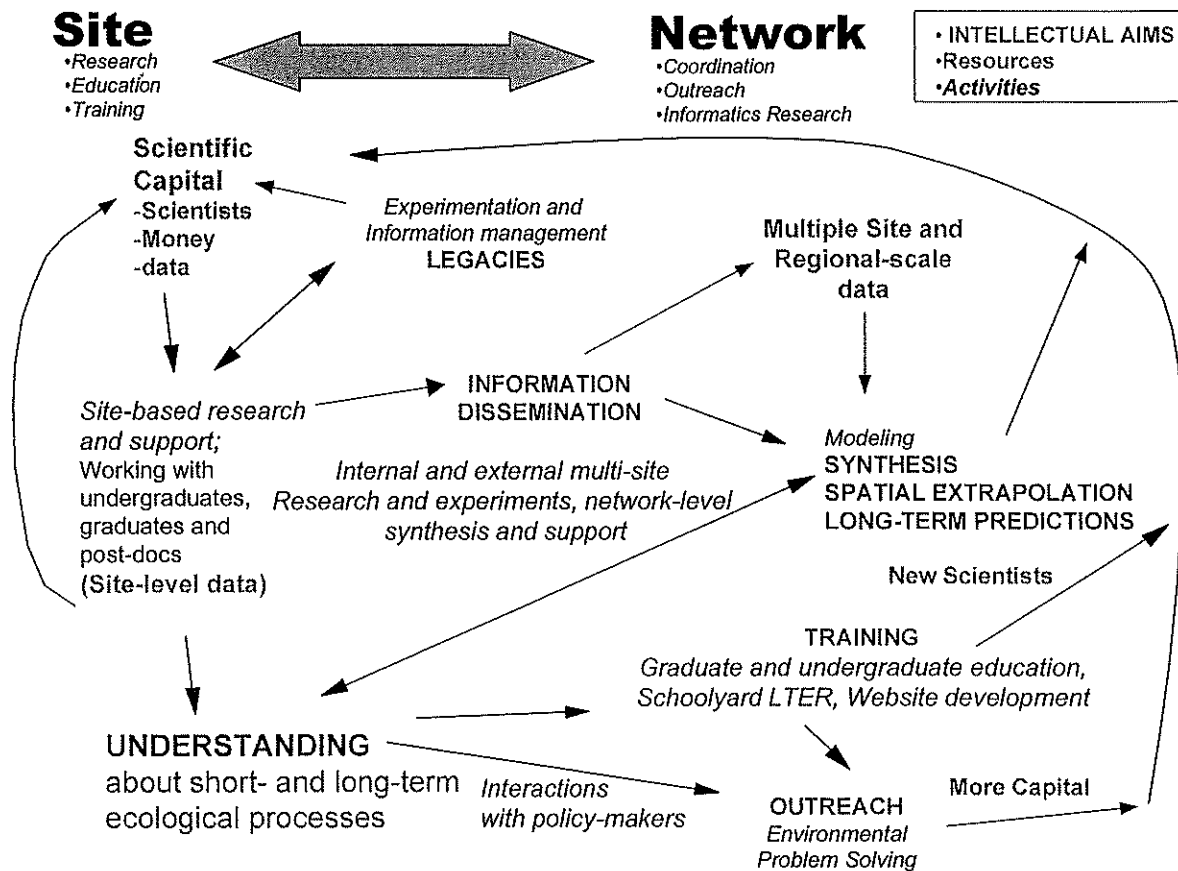 Site
•Research
•Education
•Training
Network
•Coordination
•Outreach
•Informatics Research
• INTELLECTUAL AIMS
•Resources
•Activities
Scientific
Capital
-Scientists
-Money
-data
Experimentation and
Information management
LEGACIES
Multiple Site and
Regional-scale
data
Site-based research
and support;
Working with
undergraduates,
graduates and
post-docs
(Site-level data)
INFORMATION
DISSEMINATION
Internal and external multi-site
Research and experiments, network-level
synthesis and support
Modeling
SYNTHESIS
SPATIAL EXTRAPOLATION
LONG-TERM PREDICTIONS
New Scientists
TRAINING
Graduate and undergraduate education,
Schoolyard LTER, Website development
UNDERSTANDING
about short- and long-term
ecological processes
Interactions
with policy-makers
OUTREACH
Environmental
Problem Solving
More Capital